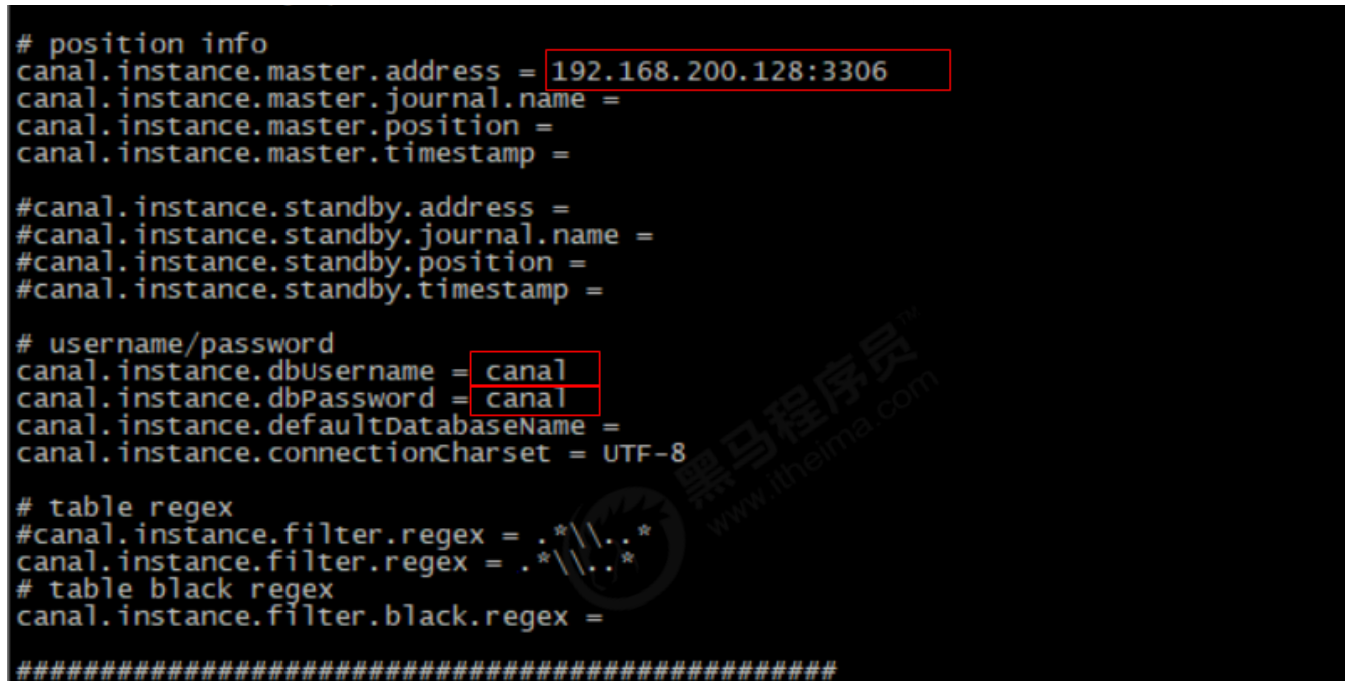 # position info
canal.instance.master.address = 192.168.200.128:3306
canal.instance.master.journal.name =
canal.instance.master.position =
canal.instance.master.timestamp =
#canal.instance.standby.address =
#canal.instance.standby.journal.name =
#canal.instance.standby.position =
#canal.instance.standby.timestamp =
# username/password
canal.instance.dbUsername = canal
canal.instance.dbPassword = canal
canal.instance.defaultDatabaseName =
canal.instance.connectionCharset = UTF-8
# table regex
#canal.instance.filter.regex = .*\\..*
canal.instance.filter.regex = .*\\..*
# table black regex
canal.instance.filter.black.regex =
#################################################
黑马程序员™
www.itheima.com